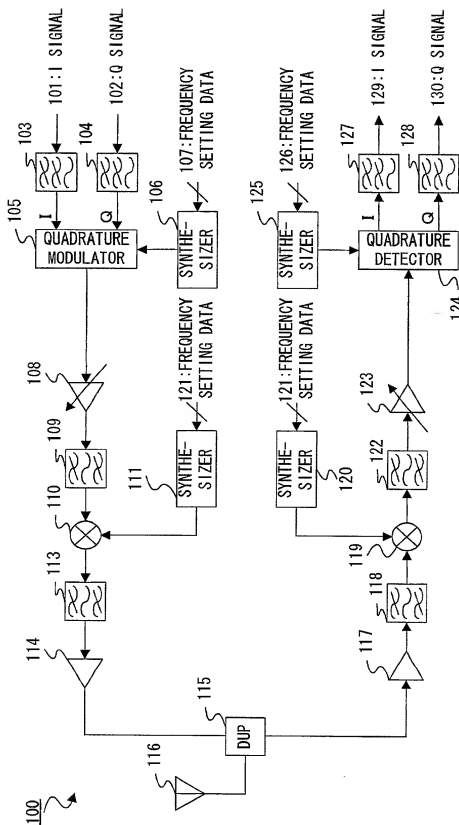 100
116
115
DUP
114
113
110
109
108
105
QUADRATURE
MODULATOR
I
Q
103
104
101:I SIGNAL
102:Q SIGNAL
111
SYNTHE-
SIZER
121:FREQUENCY
SETTING DATA
106
SYNTHE-
SIZER
107:FREQUENCY
SETTING DATA
120
SYNTHE-
SIZER
121:FREQUENCY
SETTING DATA
125
SYNTHE-
SIZER
126:FREQUENCY
SETTING DATA
117
118
119
122
123
124
QUADRATURE
DETECTOR
I
Q
127
128
129:I SIGNAL
130:Q SIGNAL